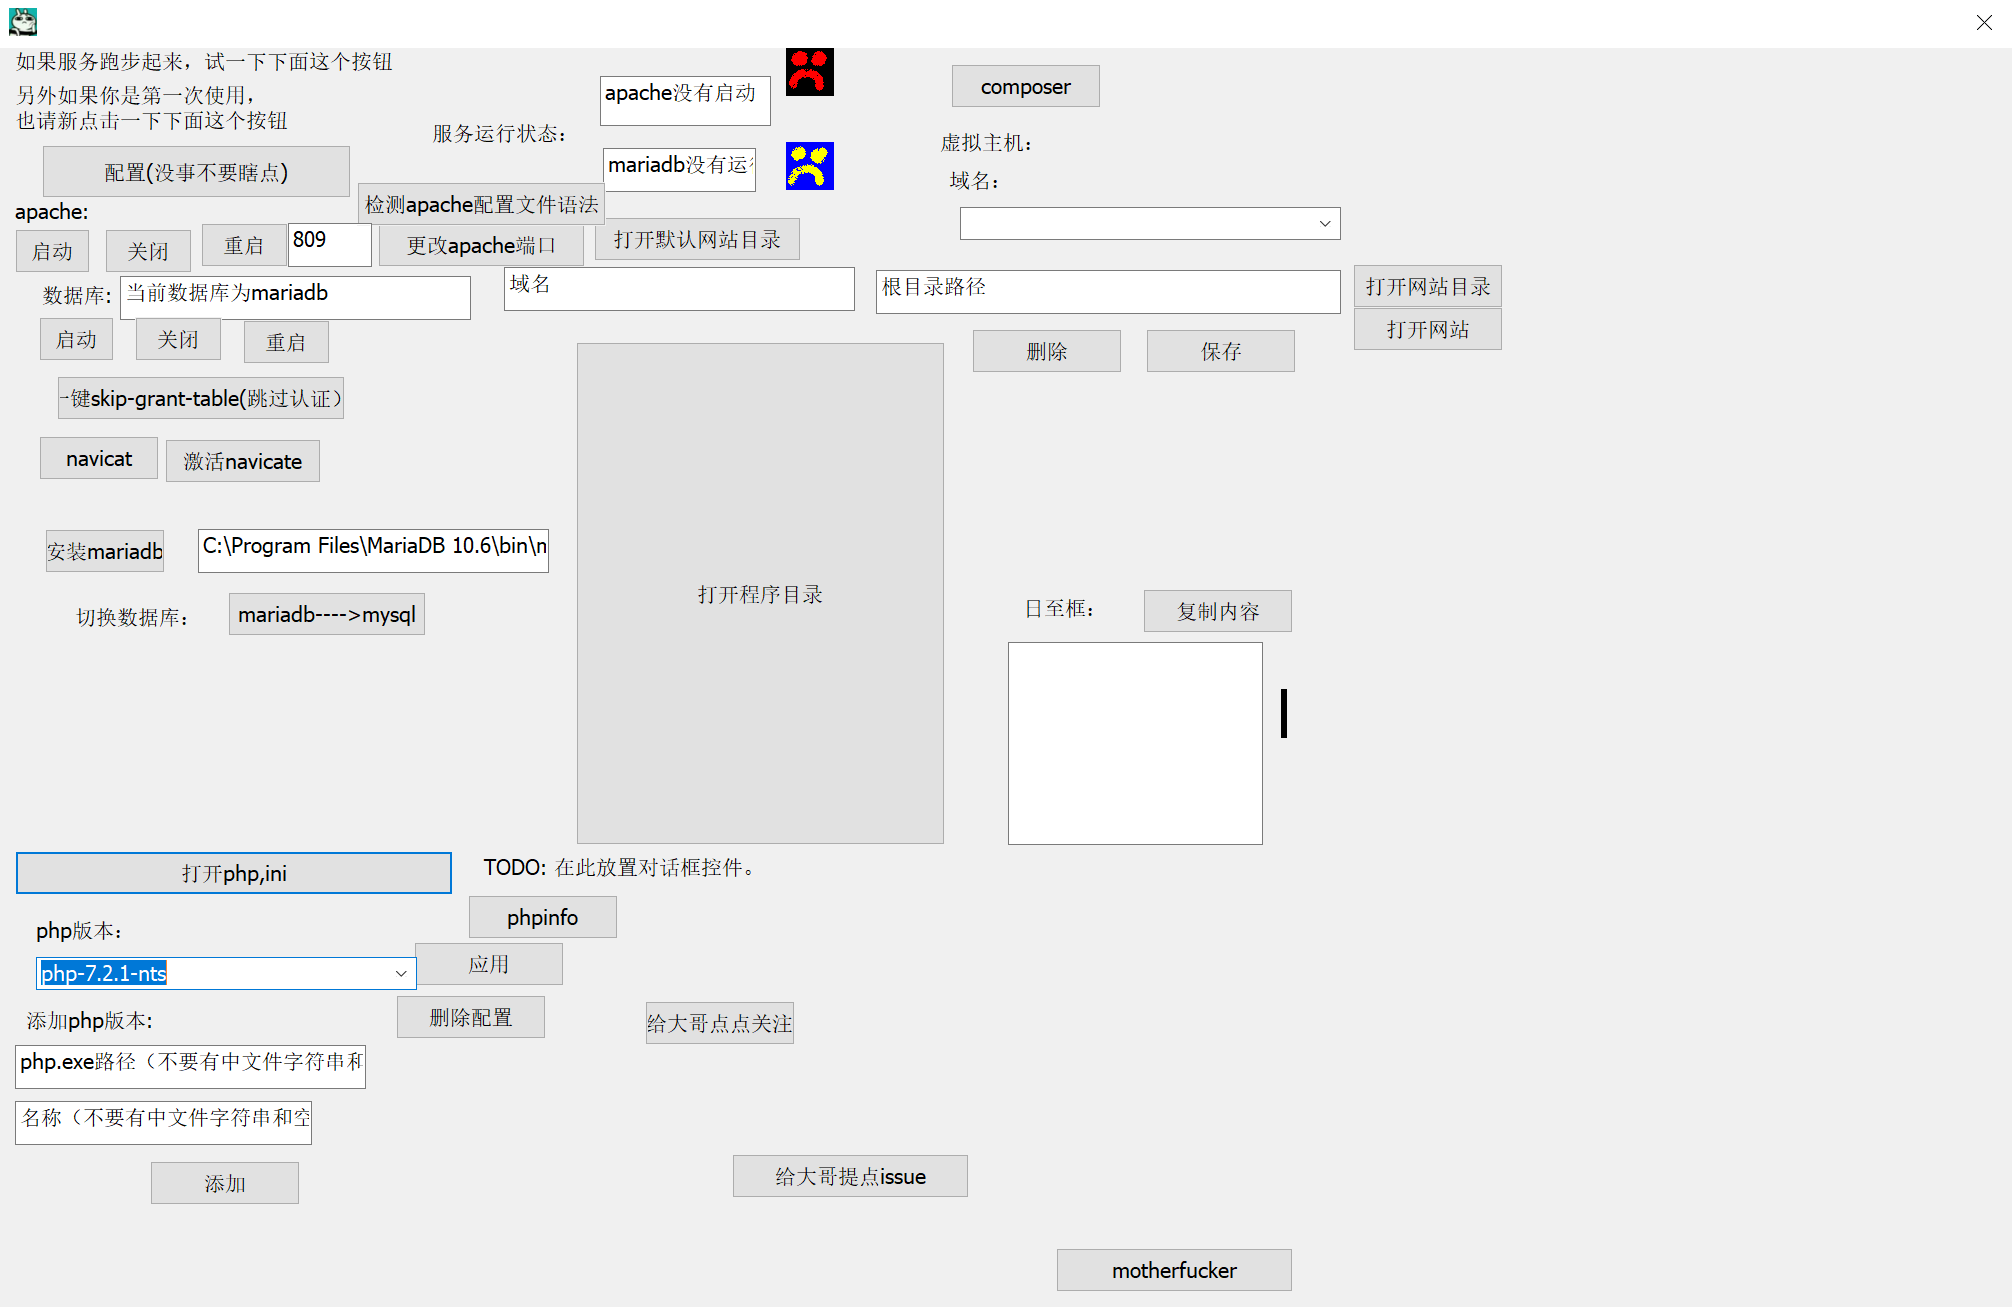 如果服务跑步起来，试一下下面这个按钮
另外如果你是第一次使用，
也请新点击一下下面这个按钮
配置(没事不要瞎点)
服务运行状态：
apache没有启动
mariadb没有运
composer
虚拟主机：
域名：
apache:
检测apache配置文件语法
启动
关闭
重启
809
更改apache端口
打开默认网站目录
数据库:
当前数据库为mariadb
域名
根目录路径
打开网站目录
打开网站
启动
关闭
重启
删除
保存
一键skip-grant-table(跳过认证）
navicat
激活navicate
安装mariadb
C:\Program Files\MariaDB 10.6\bin\
切换数据库：
mariadb---->mysql
打开程序目录
日至框：
复制内容
打开php,ini
TODO: 在此放置对话框控件。
phpinfo
php版本：
php-7.2.1-nts
应用
删除配置
添加php版本:
给大哥点点关注
php.exe路径（不要有中文件字符串和
名称（不要有中文件字符串和空
添加
给大哥提点issue
motherfucker